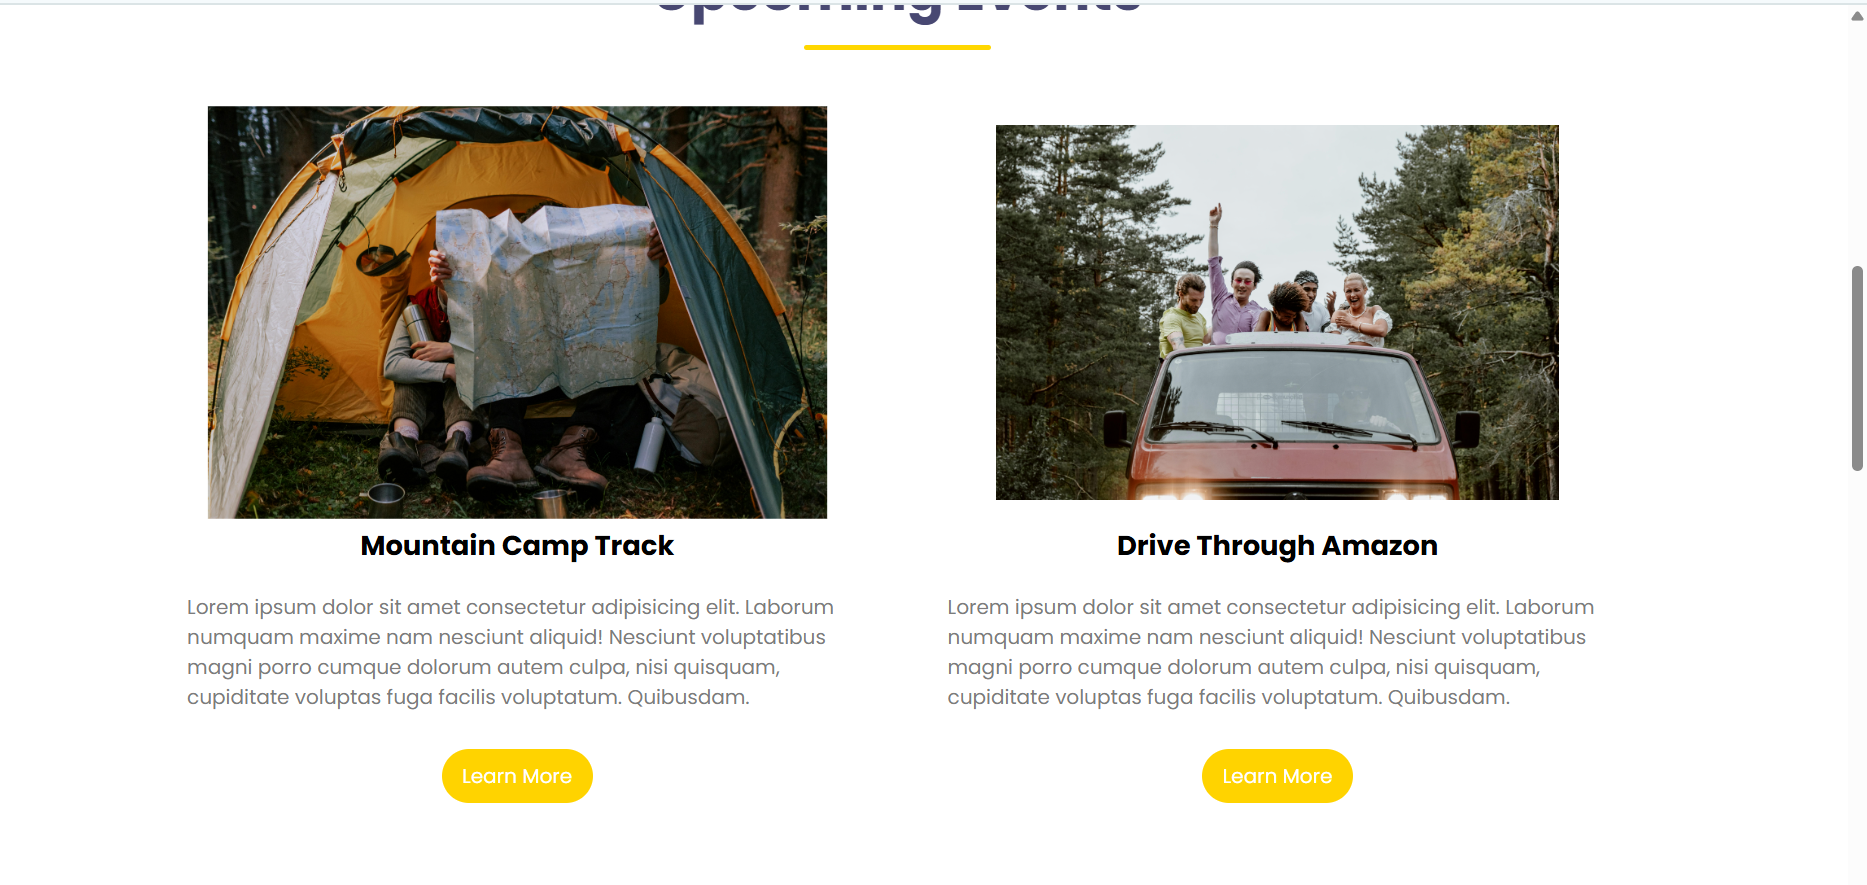 Upcoming Events
Mountain Camp Track
Lorem ipsum dolor sit amet consectetur adipisicing elit. Laborum
numquam maxime nam nesciunt aliquid! Nesciunt voluptatibus
magni porro cumque dolorum autem culpa, nisi quisquam,
cupiditate voluptas fuga facilis voluptatum. Quibusdam.
Learn More
Drive Through Amazon
Lorem ipsum dolor sit amet consectetur adipisicing elit. Laborum
numquam maxime nam nesciunt aliquid! Nesciunt voluptatibus
magni porro cumque dolorum autem culpa, nisi quisquam,
cupiditate voluptas fuga facilis voluptatum. Quibusdam.
Learn More